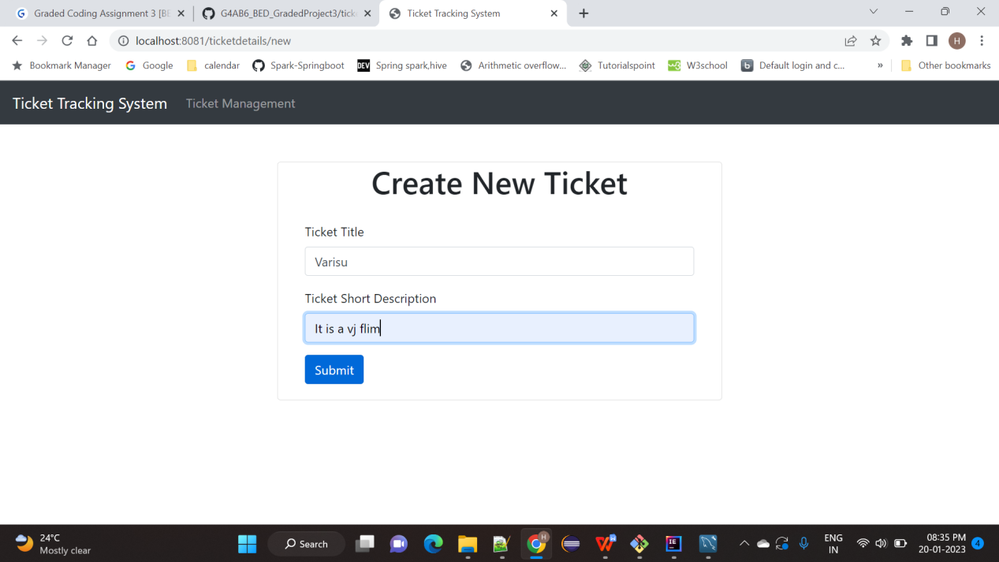 Graded Coding Assignment 3 [BE
G4AB6_BED_GradedProject3/tick
Ticket Tracking System
localhost:8081/ticketdetails/new
H
Bookmark Manager
Google
calendar
Spark-Springboot
DEV
Spring spark,hive
Arithmetic overflow...
Tutorialspoint
W3school
Default login and c...
»
Other bookmarks
Ticket Tracking System
Ticket Management
Create New Ticket
Ticket Title
Varisu
Ticket Short Description
It is a vj flim
Submit
24°C
Mostly clear
Search
H
IE
ENG
IN
08:35 PM
20-01-2023
4